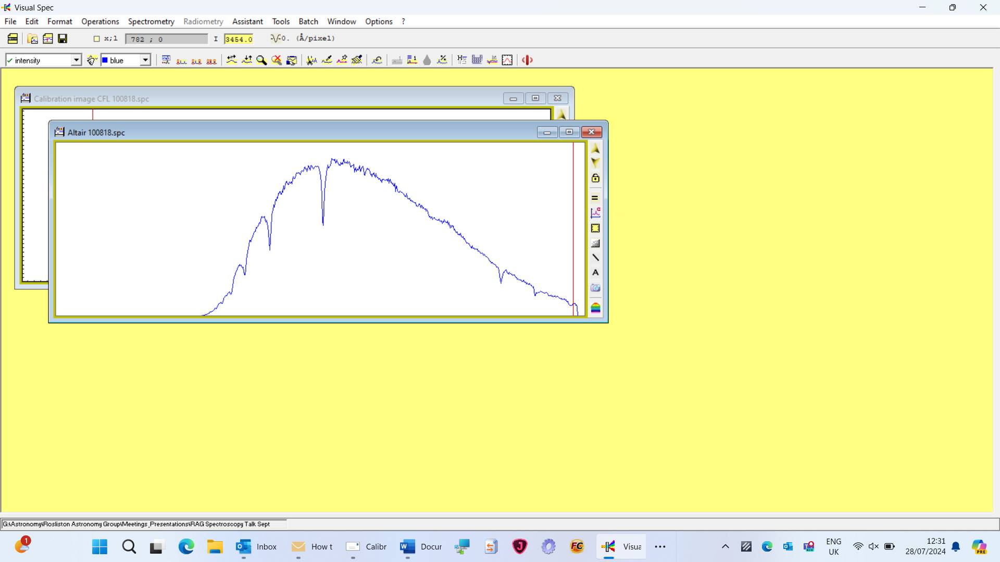 Visual Spec
File Edit Format Operations Spectrometry Radiometry Assistant Tools Batch Window Options ?
x;l 782 ; 0 I 3454.0 0. (Å/pixel)
intensity blue
Calibration image CFL 100818.spc
Altair 100818.spc
A
G:\Astronomy\Rosliston Astronomy Group\Meetings_Presentations\RAG Spectroscopy Talk Sept
1 Inbox How t Calibr Docur FC Visua ENG 12:31
UK 28/07/2024
PRE